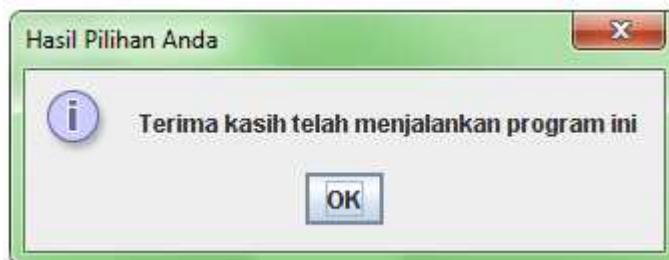 Hasil Pilihan Anda
Terima kasih telah menjalankan program ini
OK